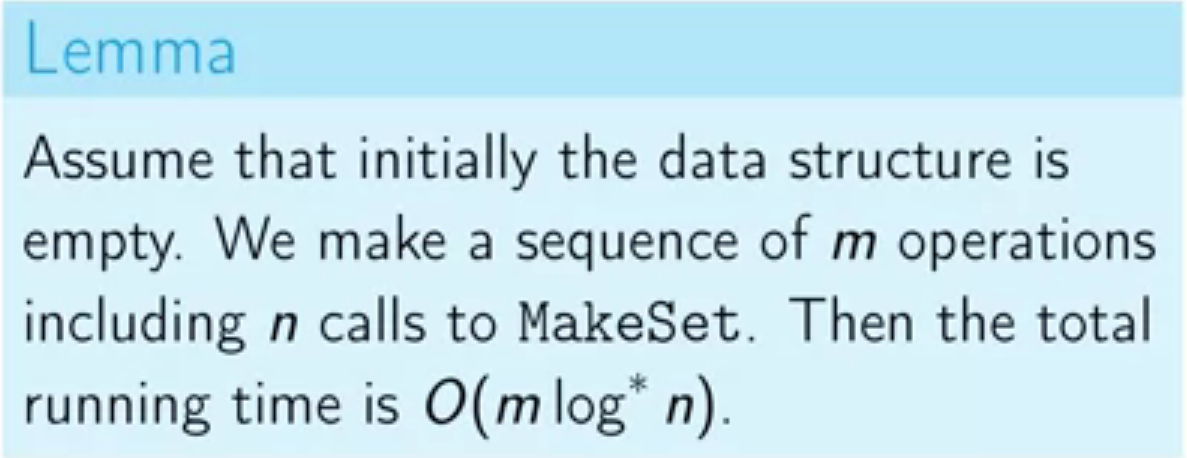 Lemma
Assume that initially the data structure is
empty. We make a sequence of m operations
including n calls to MakeSet. Then the total
running time is O(m log* n).